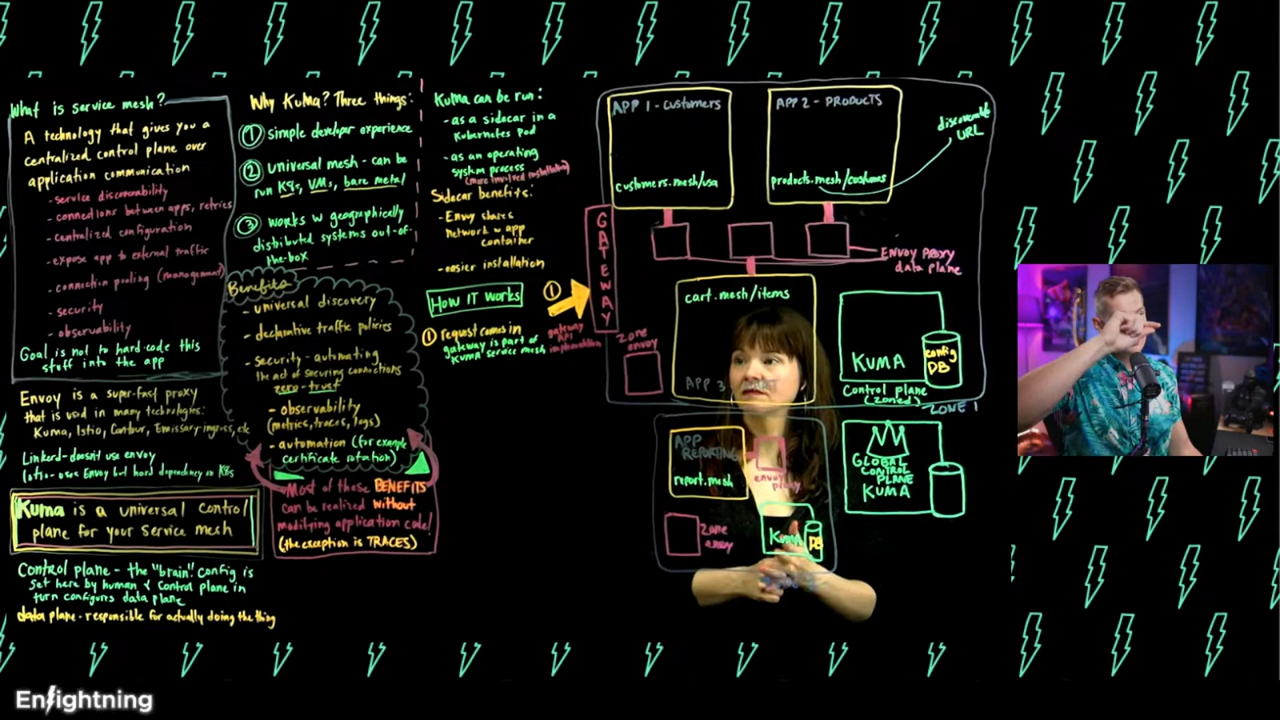 What is service mesh?
A technology that gives you a
centralized control plane over
application communication
- service discoverability
- connections between apps, retries
- centralized configuration
- expose app to external traffic
- connection pooling (management)
- security
- observability
Goal is not to hard code this
stuff into the app
Envoy is a super-fast proxy
that is used in many technologies:
Kuma, Istio, Contour, Emissary-ingress, etc
Linkerd - doesn't use envoy
Istio - uses Envoy but hard dependency on K8s
Kuma is a universal control
plane for your service mesh
Control plane - the "brain". config is
set here by human & control plane in
turn configures data plane
data plane - responsible for actually doing the thing
Why Kuma? Three things:
① simple developer experience
② universal mesh - can be
run K8s, VMs, bare metal
③ works w geographically
distributed systems out-of-
the-box
Benefits
- universal discovery
- declarative traffic policies
- security - automating
the act of securing connections
zero-trust
- observability
(metrics, traces, logs)
- automation (for example
certificate rotation)
Most of these BENEFITS
can be realized without
modifying application code!
(the exception is TRACES)
Kuma can be run:
- as a sidecar in a
Kubernetes Pod
- as an operating
system process
(more involved installation)
Sidecar benefits:
- Envoy shares
Network w app
container
- easier installation
HOW IT WORKS
① request comes in
gateway is part of
Kuma service mesh
①
gateway
API
implementation
GATEWAY
APP 1 - CUSTOMERS
customers.mesh/usa
APP 2 - PRODUCTS
products.mesh/costumes
discoverable
URL
ENVOY PROXY
data plane
cart.mesh/items
APP 3
zone
envoy
KUMA
config
DB
Control plane
(zoned)
ZONE 1
APP
REPORTING
report.mesh
envoy
proxy
zone
envoy
Kuma
DB
GLOBAL
CONTROL
PLANE
KUMA
Enlightning